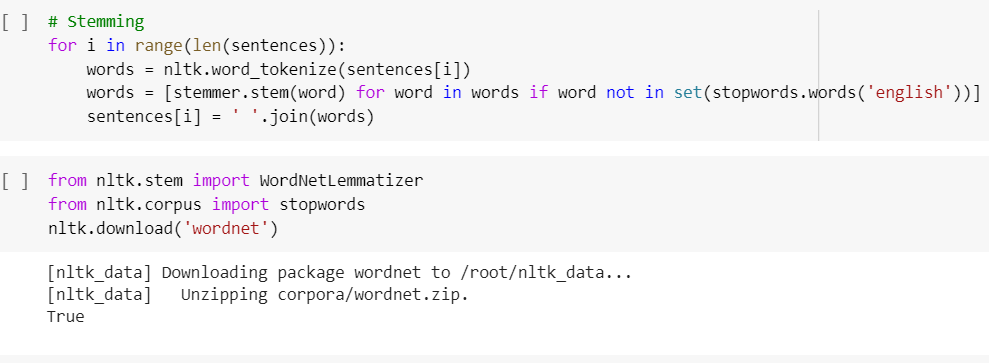 [ ] # Stemming
for i in range(len(sentences)):
    words = nltk.word_tokenize(sentences[i])
    words = [stemmer.stem(word) for word in words if word not in set(stopwords.words('english'))]
    sentences[i] = ' '.join(words)
[ ] from nltk.stem import WordNetLemmatizer
from nltk.corpus import stopwords
nltk.download('wordnet')
[nltk_data] Downloading package wordnet to /root/nltk_data...
[nltk_data]   Unzipping corpora/wordnet.zip.
True